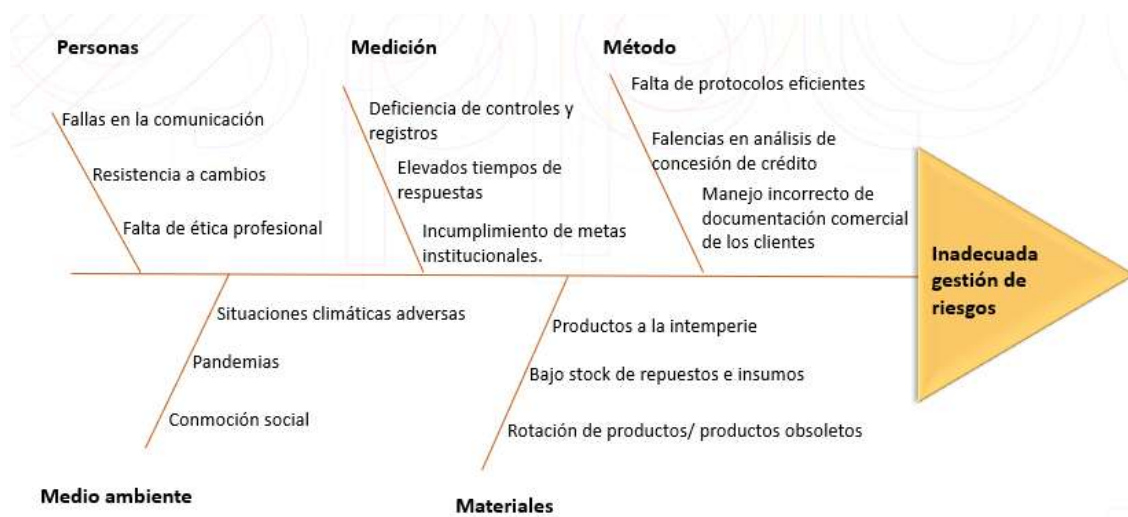 Personas
Fallas en la comunicación
Resistencia a cambios
Falta de ética profesional
Medición
Deficiencia de controles y
registros
Elevados tiempos de
respuestas
Incumplimiento de metas
institucionales.
Método
Falta de protocolos eficientes
Falencias en análisis de
concesión de crédito
Manejo incorrecto de
documentación comercial
de los clientes
Inadecuada
gestión de
riesgos
Situaciones climáticas adversas
Pandemias
Conmoción social
Medio ambiente
Productos a la intemperie
Bajo stock de repuestos e insumos
Rotación de productos/ productos obsoletos
Materiales